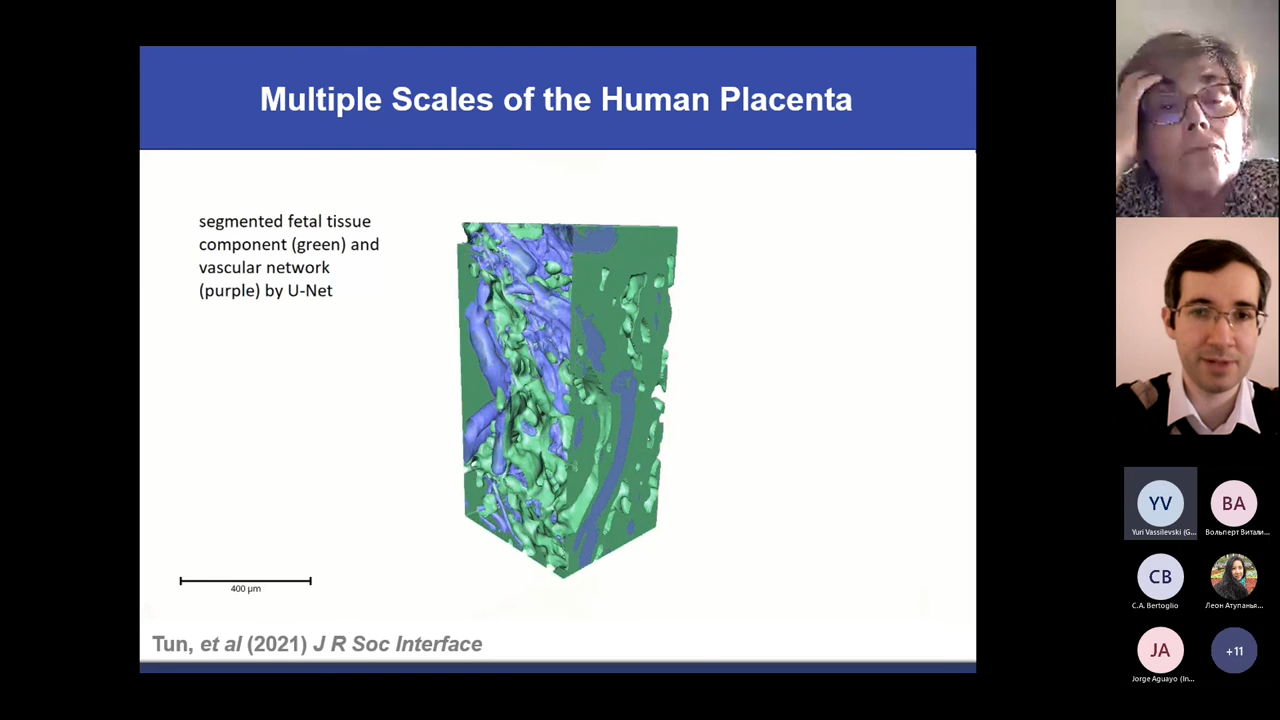 Multiple Scales of the Human Placenta
segmented fetal tissue
component (green) and
vascular network
(purple) by U-Net
400 µm
Tun, et al (2021) J R Soc Interface
YV
BA
Yuri Vassilevski (G...
Вольперт Витали...
CB
C.A. Bertoglio
Леон Атупанья...
JA
+11
Jorge Aguayo (In...